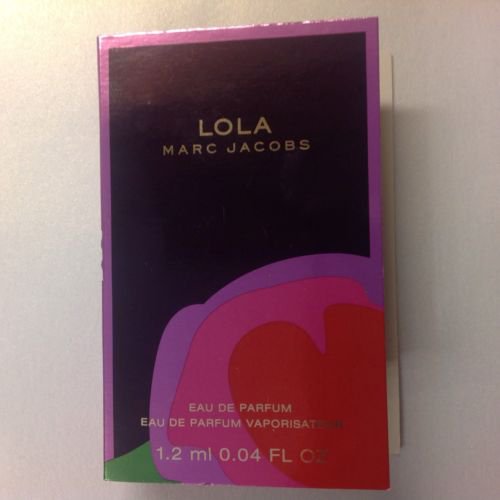 LOLA
MARC JACOBS
EAU DE PARFUM
EAU DE PARFUM VAPORISATEUR
1.2 ml 0.04 FL OZ